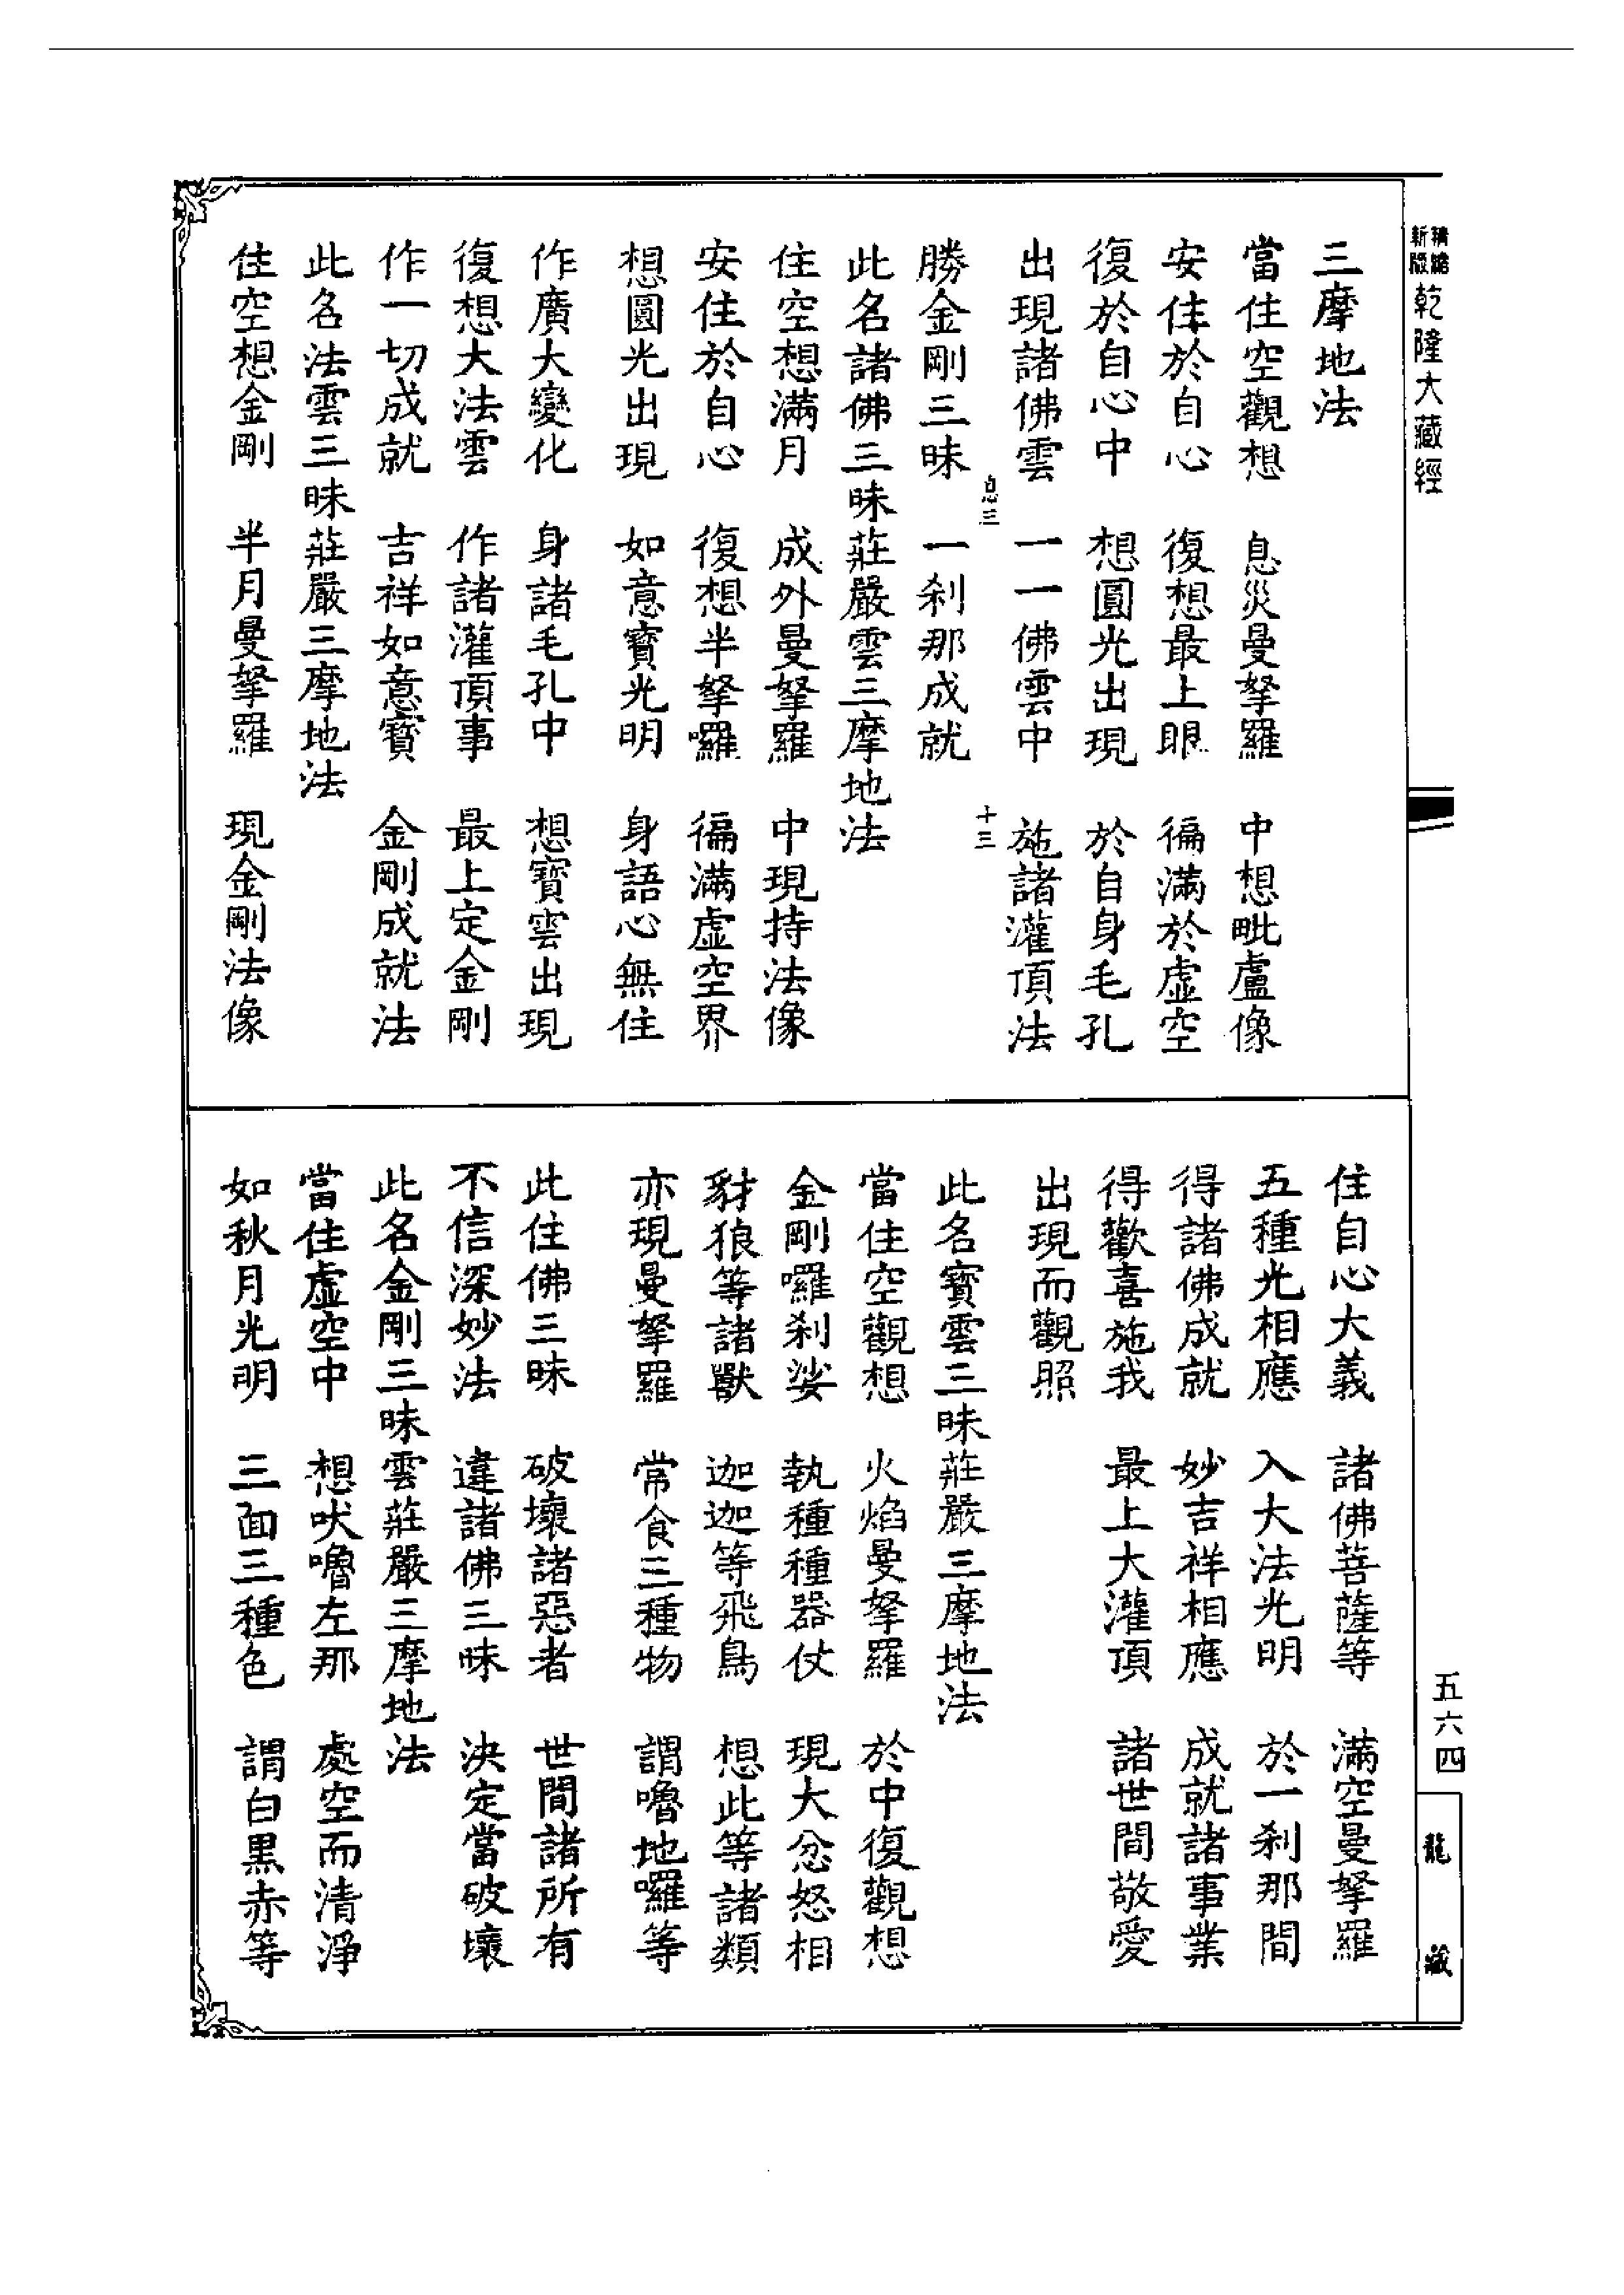 精縮新版乾隆大藏經
三摩地法
當住空觀想　息災曼拏羅　中想毗盧像
安住於自心　復想最上眼　徧滿於虛空
復於自心中　想圓光出現　於自身毛孔
出現諸佛雲　一一佛雲中　施諸灌頂法
息三　十三
勝金剛三昧　一剎那成就
此名諸佛三昧莊嚴雲三摩地法
住空想滿月　成外曼拏羅　中現持法像
安住於自心　復想半拏囉　徧滿虛空界
想圓光出現　如意寶光明　身語心無住
作廣大變化　身諸毛孔中　想寶雲出現
復想大法雲　作諸灌頂事　最上定金剛
作一切成就　吉祥如意寶　金剛成就法
此名法雲三昧莊嚴三摩地法
住空想金剛　半月曼拏羅　現金剛法像
住自心大義　諸佛菩薩等　滿空曼拏羅
五種光相應　入大法光明　於一剎那間
得諸佛成就　妙吉祥相應　成就諸事業
得歡喜施我　最上大灌頂　諸世間敬愛
出現而觀照
此名寶雲三昧莊嚴三摩地法
當住空觀想　火焰曼拏羅　於中復觀想
金剛囉剎娑　執種種器仗　現大忿怒相
豺狼等諸獸　迦迦等飛鳥　想此等諸類
亦現曼拏羅　常食三種物　謂嚕地囉等
此住佛三昧　破壞諸惡者　世間諸所有
不信深妙法　違諸佛三昧　決定當破壞
此名金剛三昧雲莊嚴三摩地法
當住虛空中　想吠嚕左那　處空而清淨
如秋月光明　三面三種色　謂白黑赤等
五六四
龍藏